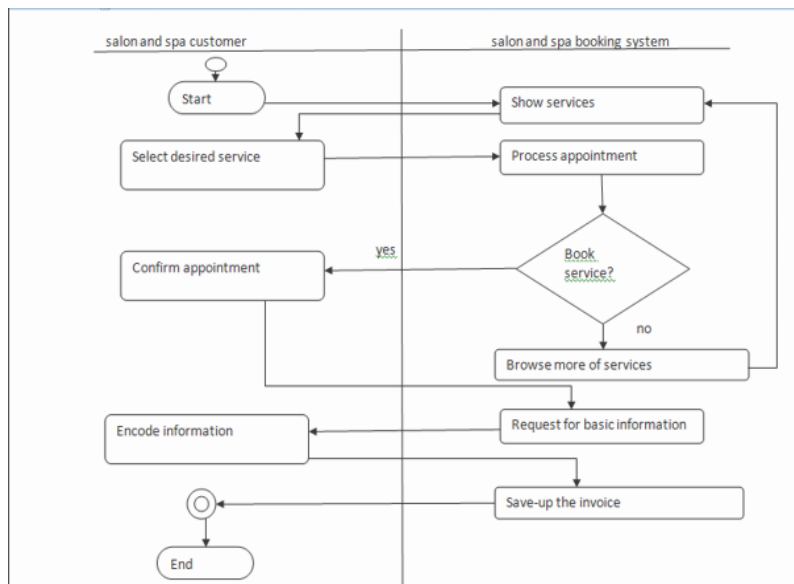 salon and spa customer
salon and spa booking system
Start
Show services
Select desired service
Process appointment
Book
service?
yes
Confirm appointment
no
Browse more of services
Request for basic information
Encode information
Save-up the invoice
End